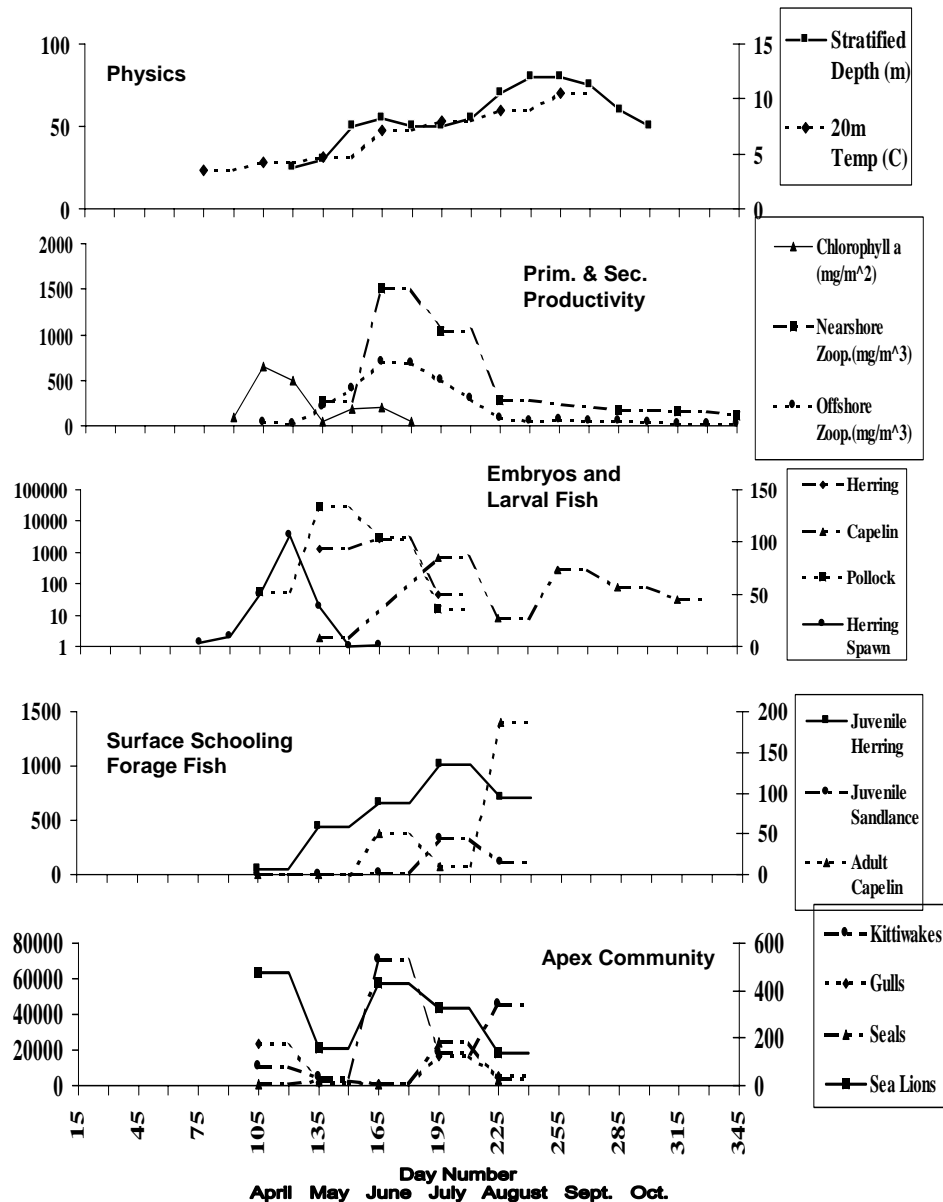 100
50
0
Physics
15
10
5
0
Stratified
Depth (m)
20m
Temp (C)
2000
1500
1000
500
0
Prim. & Sec.
Productivity
Chlorophyll a
(mg/m^2)
Nearshore
Zoop.(mg/m^3)
Offshore
Zoop.(mg/m^3)
Embryos and
Larval Fish
100000
10000
1000
100
10
1
150
100
50
0
Herring
Capelin
Pollock
Herring
Spawn
1500
1000
500
0
Surface Schooling
Forage Fish
200
150
100
50
0
Juvenile
Herring
Juvenile
Sandlance
Adult
Capelin
80000
60000
40000
20000
0
Apex Community
600
400
200
0
Kittiwakes
Gulls
Seals
Sea Lions
15 45 75 105 135 165 195 225 255 285 315 345
Day Number
April May June July August Sept. Oct.